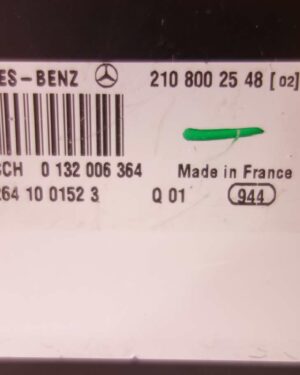 ES-BENZ 210 800 25 48 [02]
CH 0 132 006 364 Made in France
64 10 0152 3 Q 01 944